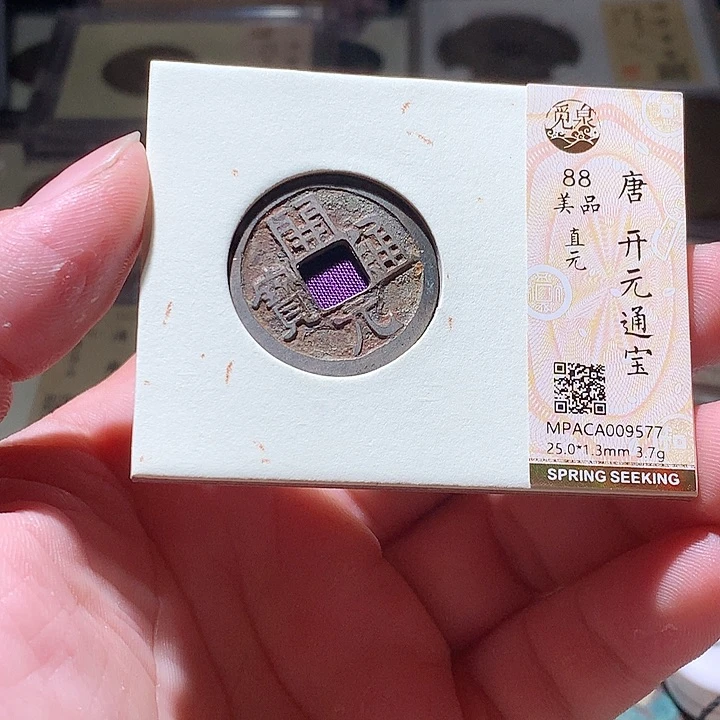 開元通寶
觅泉
88
美品
直元
唐 开元通宝
MPACA009577
25.0*1.3mm 3.7g
SPRING SEEKING